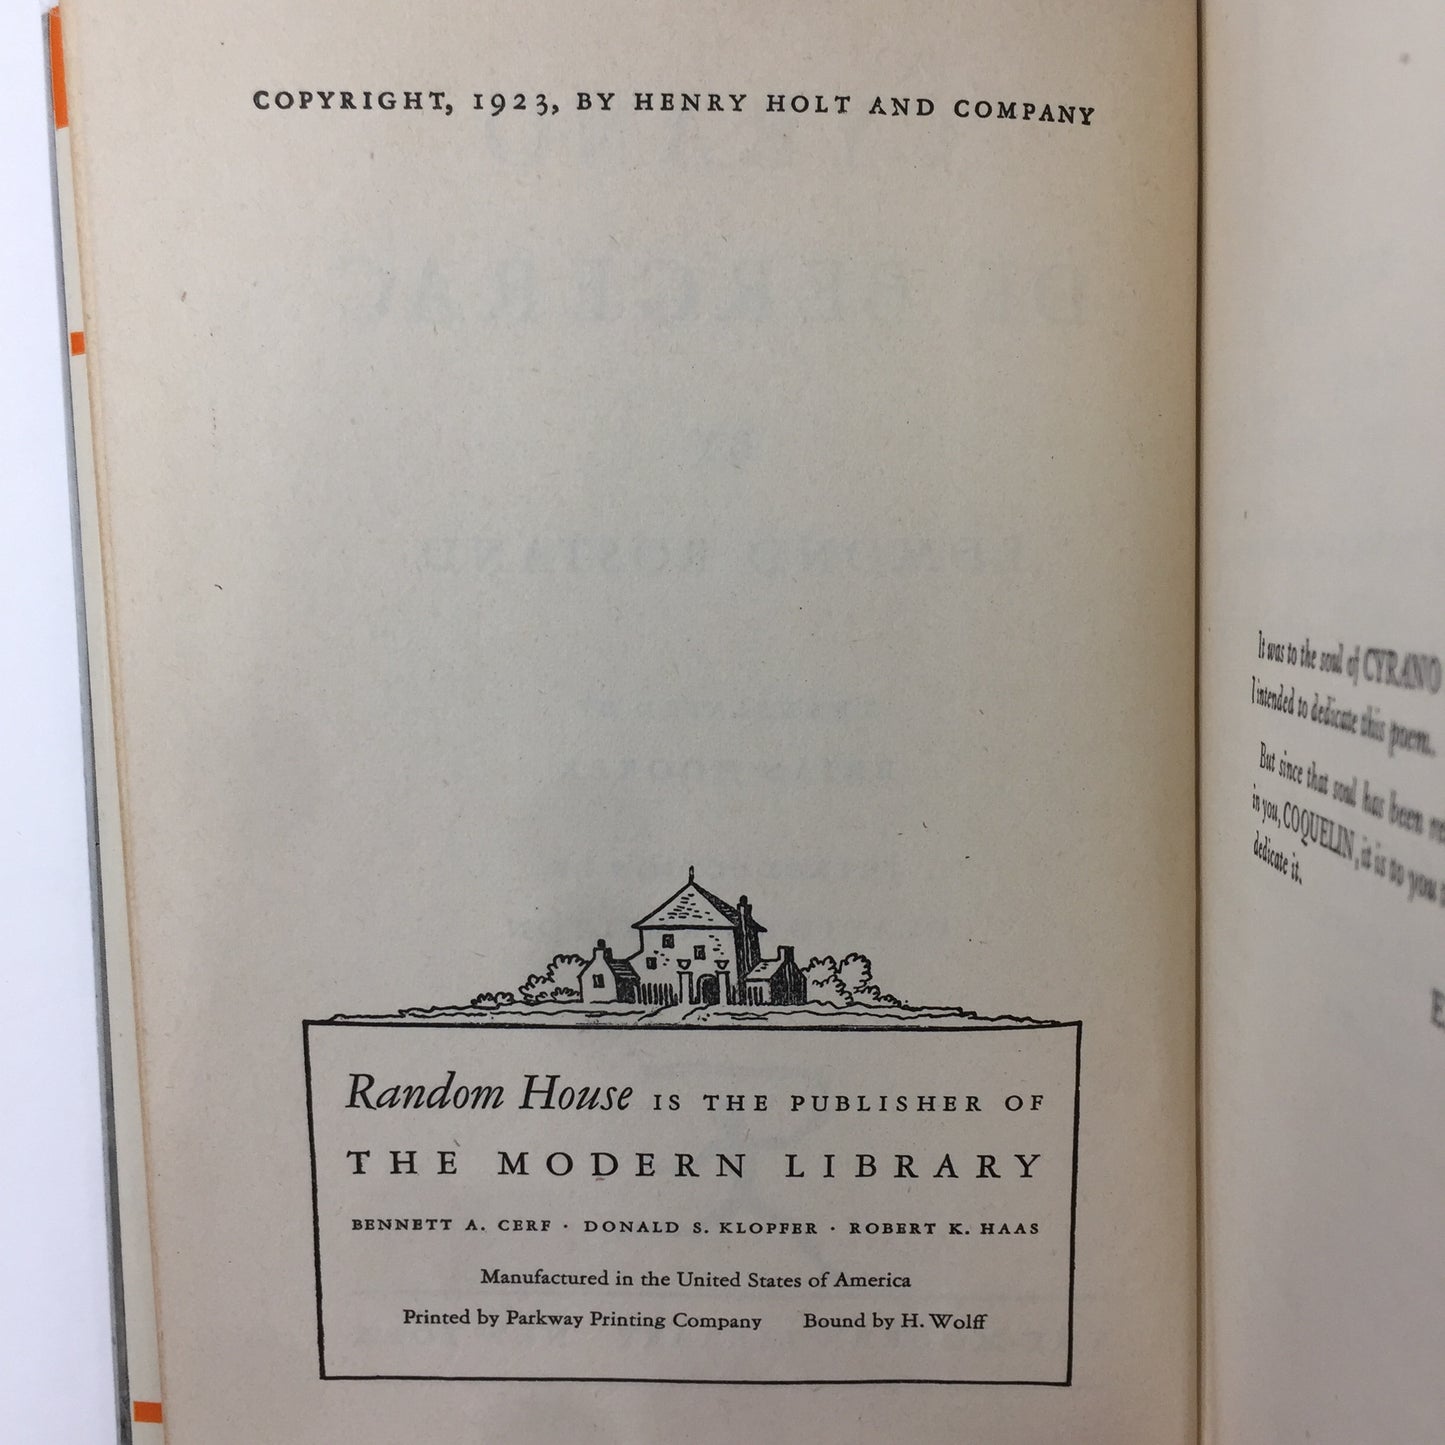 COPYRIGHT, 1923, BY HENRY HOLT AND COMPANY
Random House IS THE PUBLISHER OF
THE MODERN LIBRARY
BENNETT A. CERF · DONALD S. KLOPFER · ROBERT K. HAAS
Manufactured in the United States of America
Printed by Parkway Printing Company Bound by H. Wolff
It was to the soul of CYRANO
I intended to dedicate this poem.
But since that soul has been
in you, COQUELIN, it is to you
dedicate it.